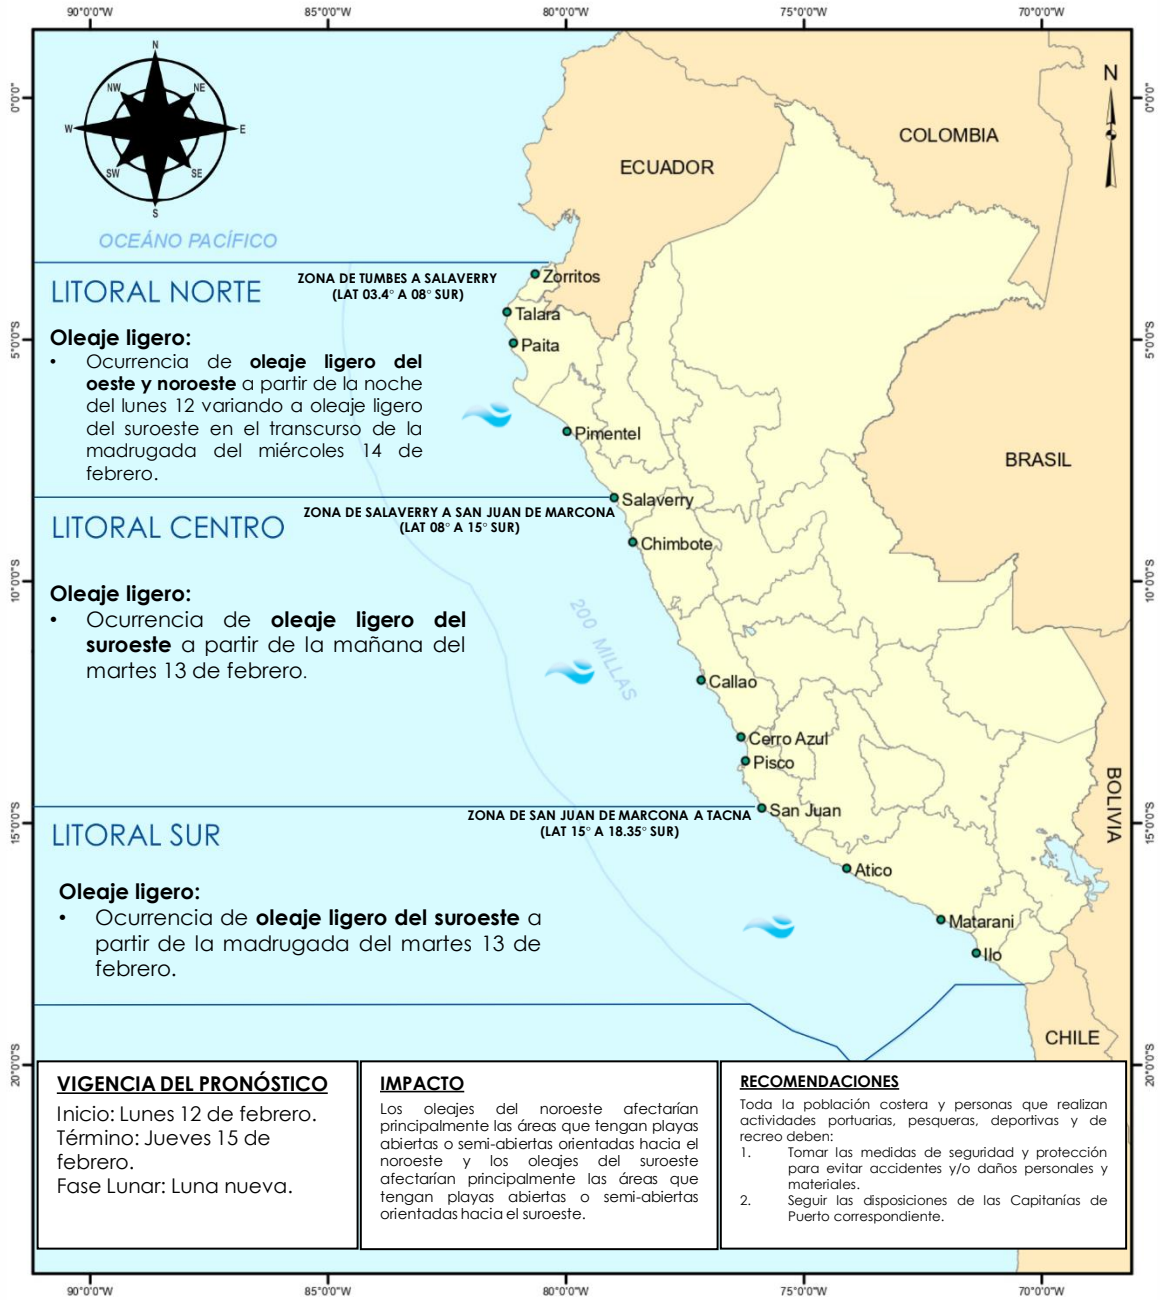 90°0'0"W 85°0'0"W 80°0'0"W 75°0'0"W 70°0'0"W
0°0'0" 0°0'0"
5°0'0"S 5°0'0"S
10°0'0"S 10°0'0"S
15°0'0"S 15°0'0"S
20°0'0"S 20°0'0"S
N
NW NE
W E
SW SE
S
N
COLOMBIA
ECUADOR
OCEÁNO PACÍFICO
LITORAL NORTE
ZONA DE TUMBES A SALAVERRY
(LAT 03.4° A 08° SUR)
Zorritos
Talara
Paita
Oleaje ligero:
• Ocurrencia de oleaje ligero del
oeste y noroeste a partir de la noche
del lunes 12 variando a oleaje ligero
del suroeste en el transcurso de la
madrugada del miércoles 14 de
febrero.
Pimentel
BRASIL
Salaverry
LITORAL CENTRO
ZONA DE SALAVERRY A SAN JUAN DE MARCONA
(LAT 08° A 15° SUR)
Chimbote
Oleaje ligero:
• Ocurrencia de oleaje ligero del
suroeste a partir de la mañana del
martes 13 de febrero.
200 MILLAS
Callao
Cerro Azul
Pisco
BOLIVIA
San Juan
LITORAL SUR
ZONA DE SAN JUAN DE MARCONA A TACNA
(LAT 15° A 18.35° SUR)
Atico
Oleaje ligero:
• Ocurrencia de oleaje ligero del suroeste a
partir de la madrugada del martes 13 de
febrero.
Matarani
Ilo
CHILE
VIGENCIA DEL PRONÓSTICO
Inicio: Lunes 12 de febrero.
Término: Jueves 15 de
febrero.
Fase Lunar: Luna nueva.
IMPACTO
Los oleajes del noroeste afectarían
principalmente las áreas que tengan playas
abiertas o semi-abiertas orientadas hacia el
noroeste y los oleajes del suroeste
afectarían principalmente las áreas que
tengan playas abiertas o semi-abiertas
orientadas hacia el suroeste.
RECOMENDACIONES
Toda la población costera y personas que realizan
actividades portuarias, pesqueras, deportivas y de
recreo deben:
1. Tomar las medidas de seguridad y protección
para evitar accidentes y/o daños personales y
materiales.
2. Seguir las disposiciones de las Capitanías de
Puerto correspondiente.
90°0'0"W 85°0'0"W 80°0'0"W 75°0'0"W 70°0'0"W